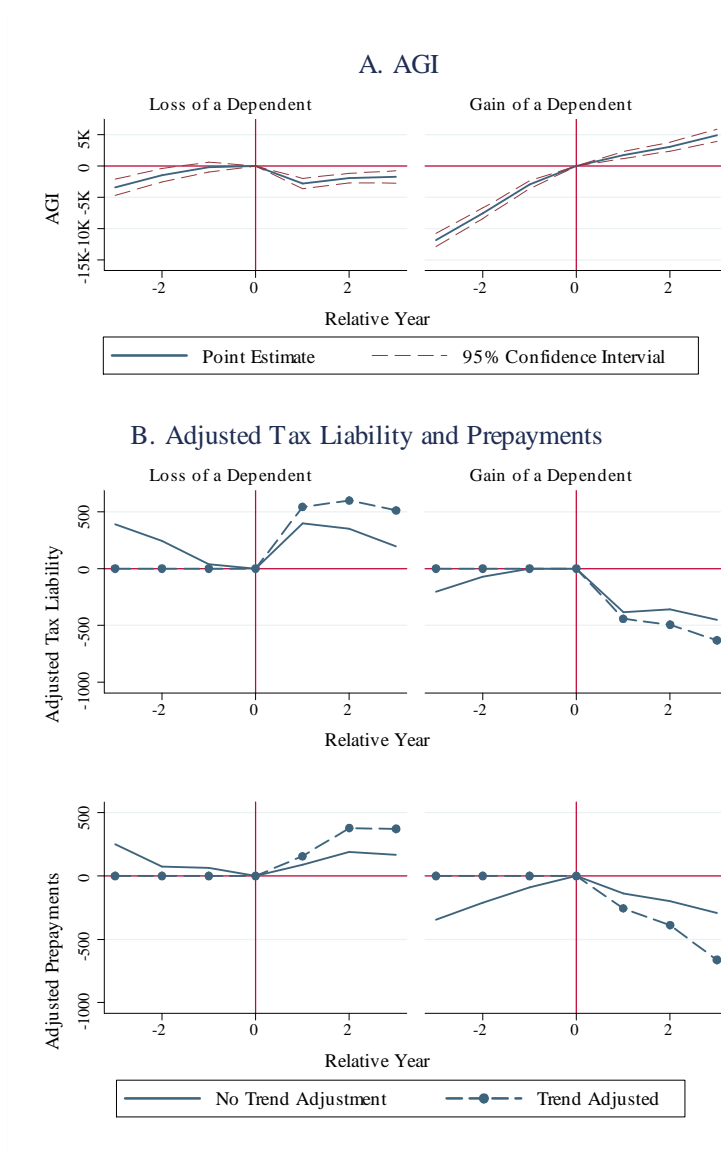 A. AGI
Loss of a Dependent
Gain of a Dependent
AGI
5K
0
-5K
-10K
-15K
-2
0
2
-2
0
2
Relative Year
Point Estimate
95% Confidence Intervial
B. Adjusted Tax Liability and Prepayments
Loss of a Dependent
Gain of a Dependent
Adjusted Tax Liability
500
0
-500
-1000
-2
0
2
-2
0
2
Relative Year
Adjusted Prepayments
500
0
-500
-1000
-2
0
2
-2
0
2
Relative Year
No Trend Adjustment
Trend Adjusted